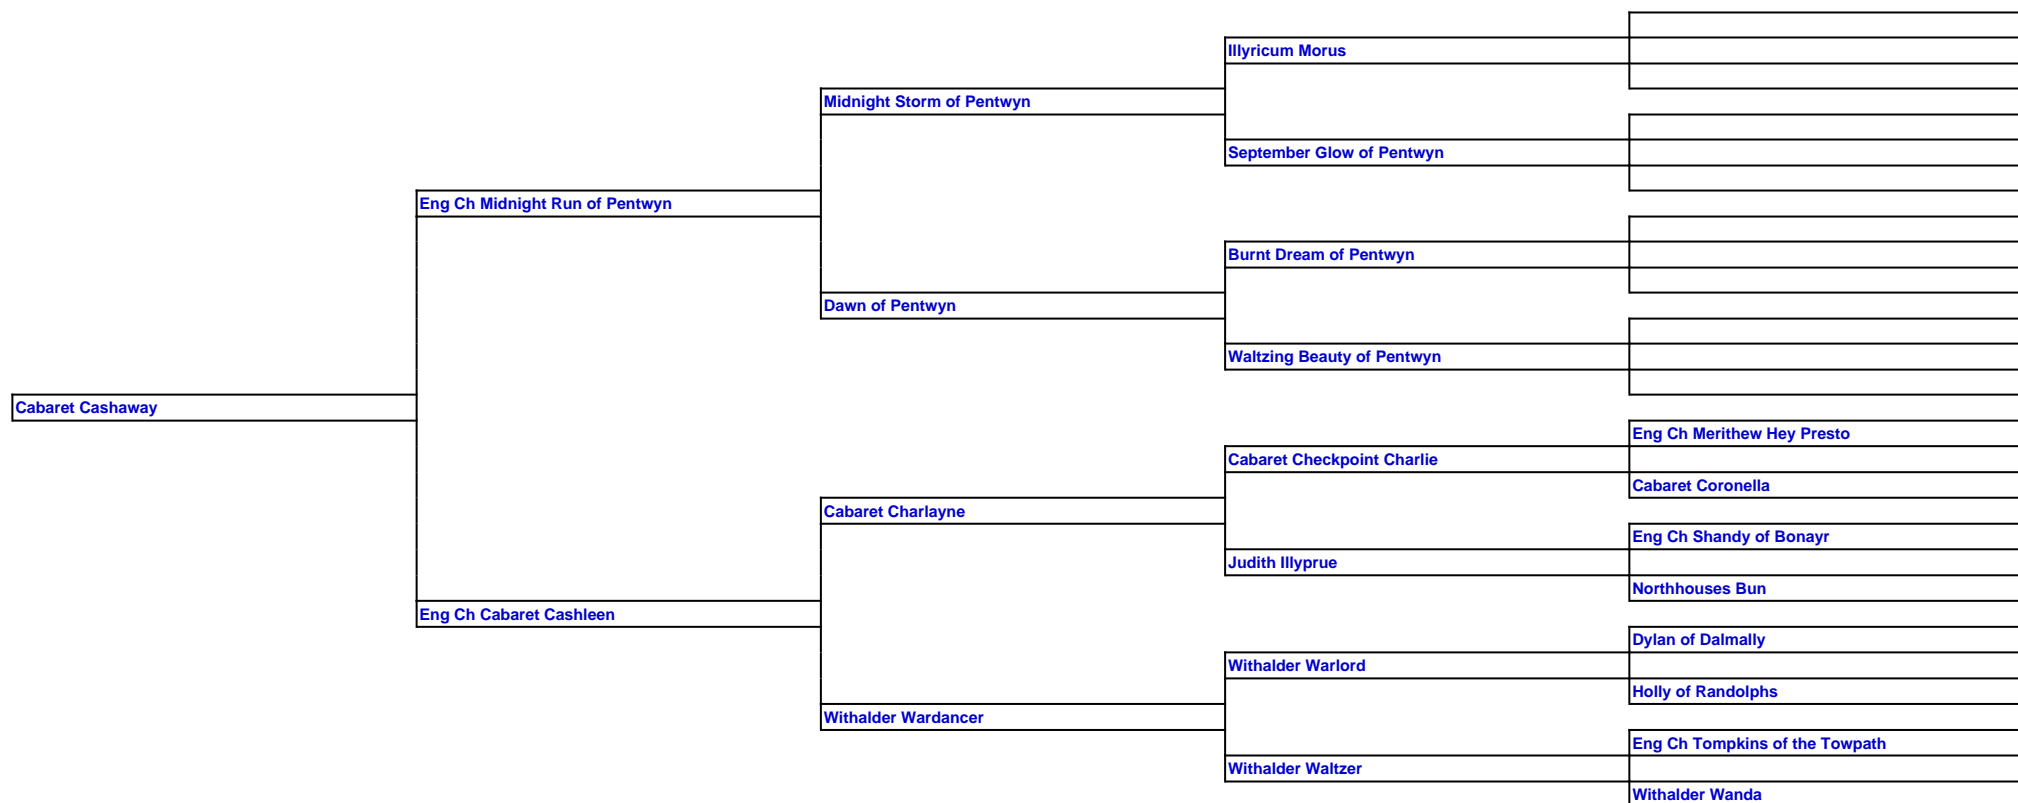 Illyricum Morus
Midnight Storm of Pentwyn
September Glow of Pentwyn
Eng Ch Midnight Run of Pentwyn
Burnt Dream of Pentwyn
Dawn of Pentwyn
Waltzing Beauty of Pentwyn
Cabaret Cashaway
Eng Ch Merithew Hey Presto
Cabaret Checkpoint Charlie
Cabaret Coronella
Cabaret Charlayne
Eng Ch Shandy of Bonayr
Judith Illyprue
Northhouses Bun
Eng Ch Cabaret Cashleen
Dylan of Dalmally
Withalder Warlord
Holly of Randolphs
Withalder Wardancer
Eng Ch Tompkins of the Towpath
Withalder Waltzer
Withalder Wanda